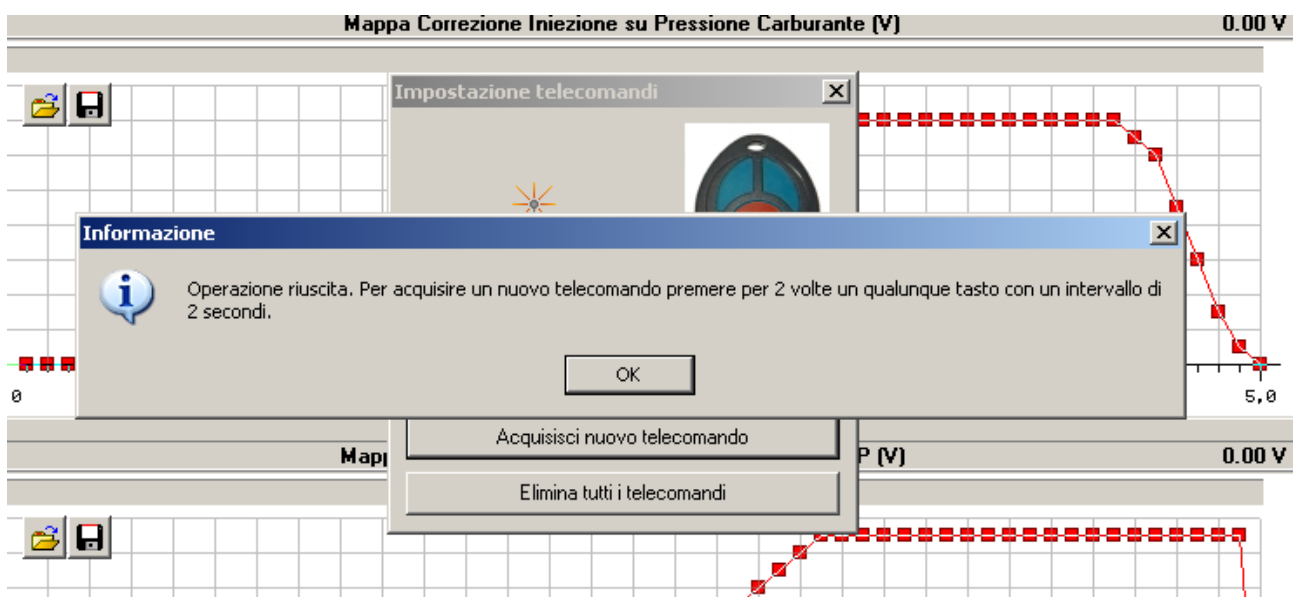 Mappa Correzione Iniezione su Pressione Carburante (V) 0.00 V
Impostazione telecomandi
Informazione
Operazione riuscita. Per acquisire un nuovo telecomando premere per 2 volte un qualunque tasto con un intervallo di
2 secondi.
OK
0 5,0
Acquisisci nuovo telecomando
P (V) 0.00 V
Elimina tutti i telecomandi